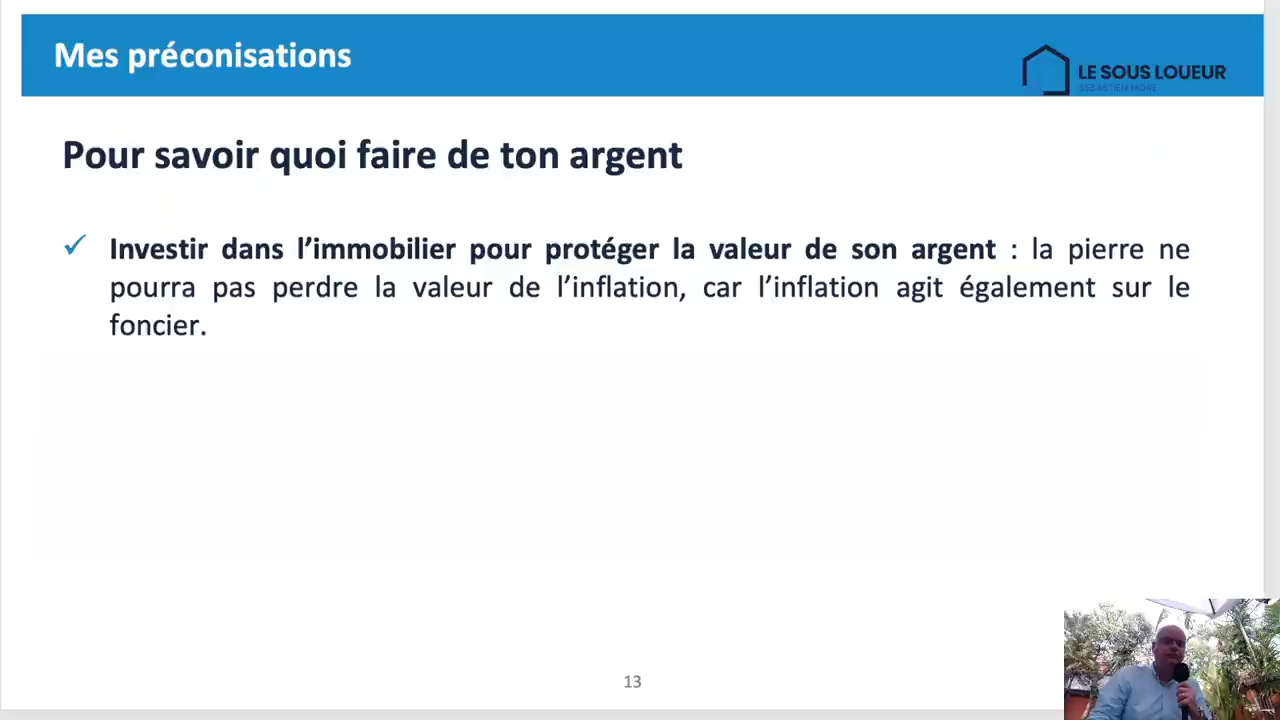 Mes préconisations
LE SOUS LOUEUR
SEBASTIEN MORE
Pour savoir quoi faire de ton argent
Investir dans l’immobilier pour protéger la valeur de son argent : la pierre ne
pourra pas perdre la valeur de l’inflation, car l’inflation agit également sur le
foncier.
13